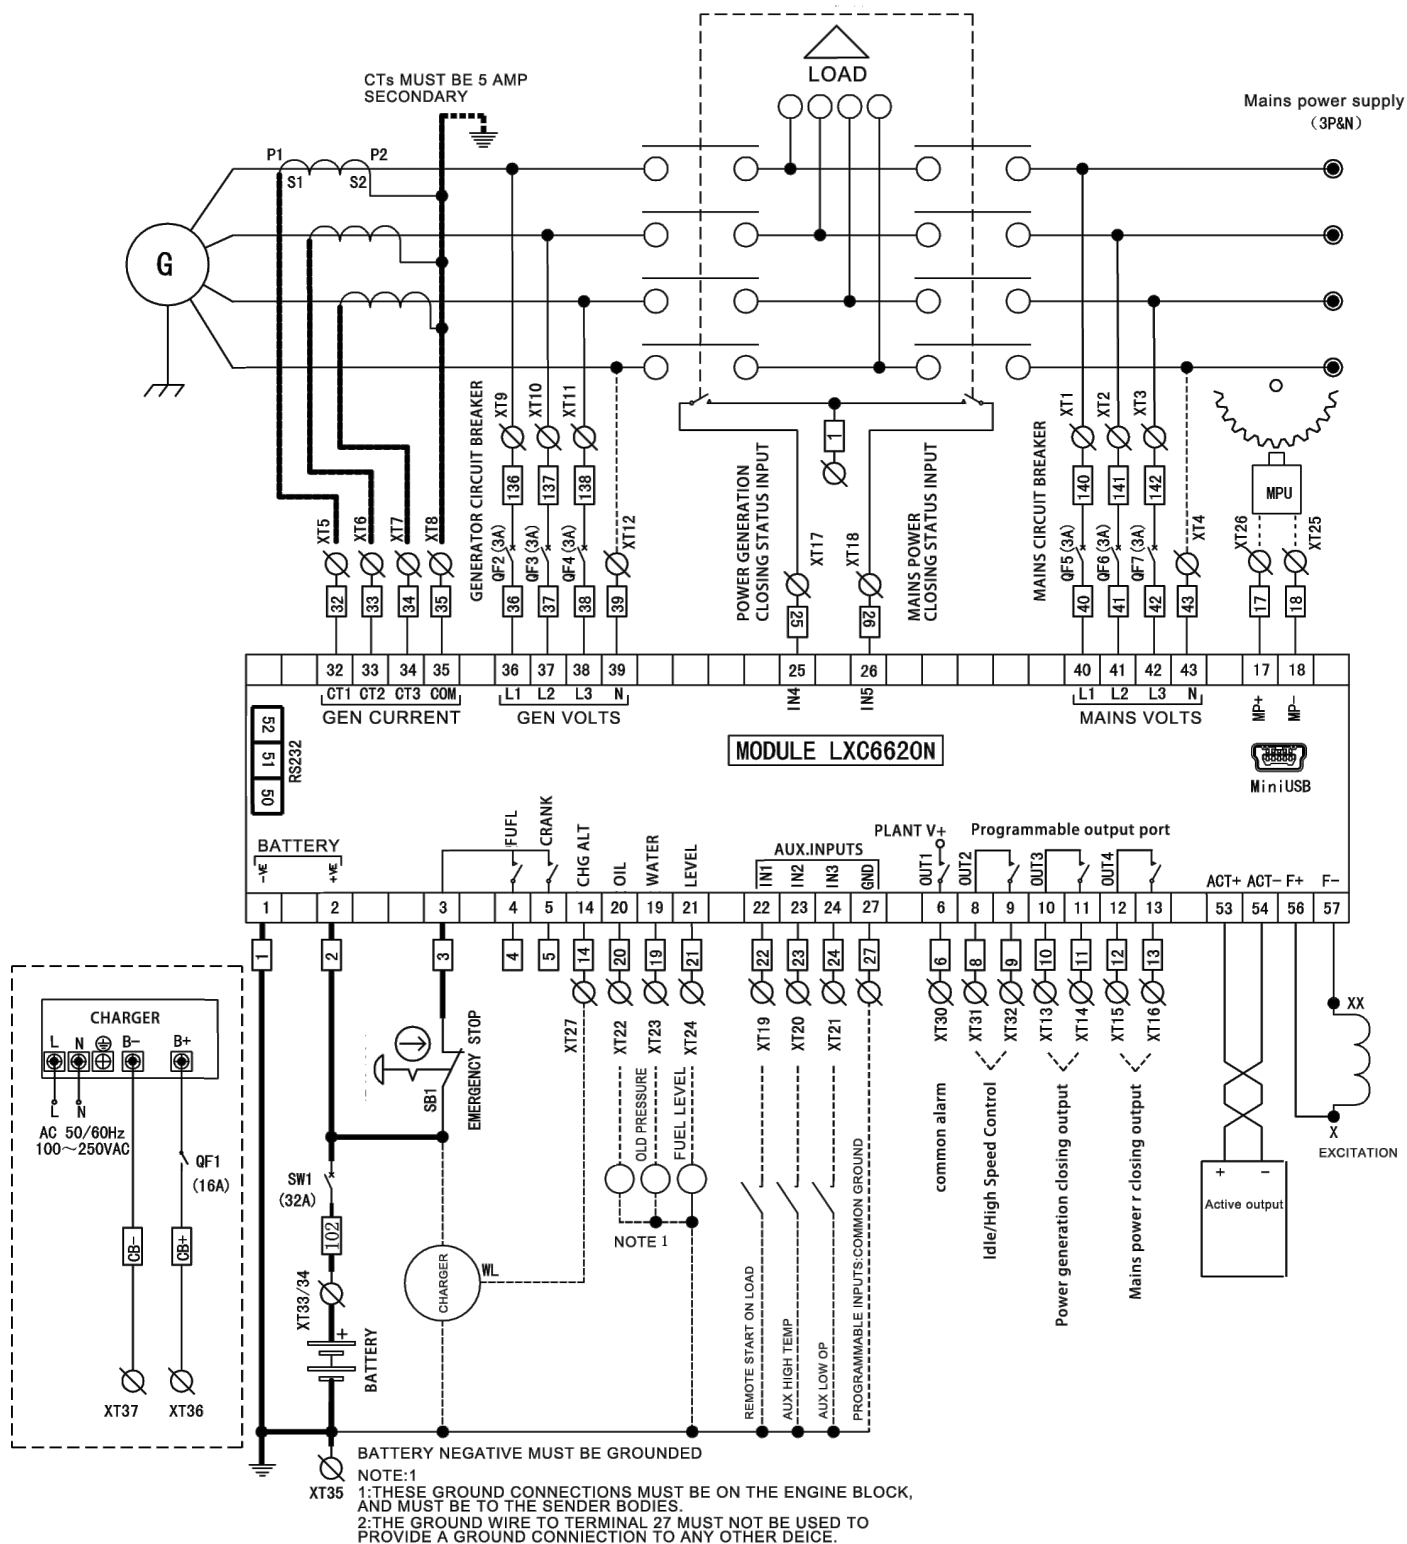 CTs MUST BE 5 AMP
SECONDARY
LOAD
Mains power supply
(3P&N)
P1
P2
S1
S2
G
GENERATOR CIRCUIT BREAKER
XT9
XT10
XT11
136
137
138
XT12
QF2(3A)
QF3(3A)
QF4(3A)
XT5
XT6
XT7
XT8
32
33
34
35
36
37
38
39
1
POWER GENERATION
CLOSING STATUS INPUT
XT17
25
XT18
26
MAINS POWER
CLOSING STATUS INPUT
MAINS CIRCUIT BREAKER
XT1
XT2
XT3
140
141
142
XT4
QF5(3A)
QF6(3A)
QF7(3A)
40
41
42
43
MPU
XT26
XT25
17
18
32
33
34
35
36
37
38
39
25
26
40
41
42
43
17
18
CT1
CT2
CT3
COM
L1
L2
L3
N
IN4
IN5
L1
L2
L3
N
MP+
MP-
GEN CURRENT
GEN VOLTS
MAINS VOLTS
52
51
50
RS232
MODULE LXC6620N
MiniUSB
BATTERY
-VE
+VE
FUFL
CRANK
CHG ALT
OIL
WATER
LEVEL
AUX.INPUTS
IN1
IN2
IN3
GND
PLANT V+
Programmable output port
OUT1
OUT2
OUT3
OUT4
ACT+
ACT-
F+
F-
1
2
3
4
5
14
20
19
21
22
23
24
27
6
8
9
10
11
12
13
53
54
56
57
1
2
3
4
5
14
20
19
21
22
23
24
27
6
8
9
10
11
12
13
XT27
XT22
XT23
XT24
XT19
XT20
XT21
XT30
XT31
XT32
XT13
XT14
XT15
XT16
XX
X
EXCITATION
CHARGER
L
N
B-
B+
L
N
AC 50/60Hz
100～250VAC
QF1
(16A)
CB-
CB+
XT37
XT36
SB1
EMERGENCY STOP
SW1
(32A)
102
XT33/34
+
BATTERY
CHARGER
WL
OLD PRESSURE
FUEL LEVEL
NOTE 1
REMOTE START ON LOAD
AUX HIGH TEMP
AUX LOW OP
PROGRAMMABLE INPUTS:COMMON GROUND
common alarm
Idle/High Speed Control
Power generation closing output
Mains power r closing output
+
-
Active output
XT35
BATTERY NEGATIVE MUST BE GROUNDED
NOTE:1
1:THESE GROUND CONNECTIONS MUST BE ON THE ENGINE BLOCK,
AND MUST BE TO THE SENDER BODIES.
2:THE GROUND WIRE TO TERMINAL 27 MUST NOT BE USED TO
PROVIDE A GROUND CONNIECTION TO ANY OTHER DEICE.